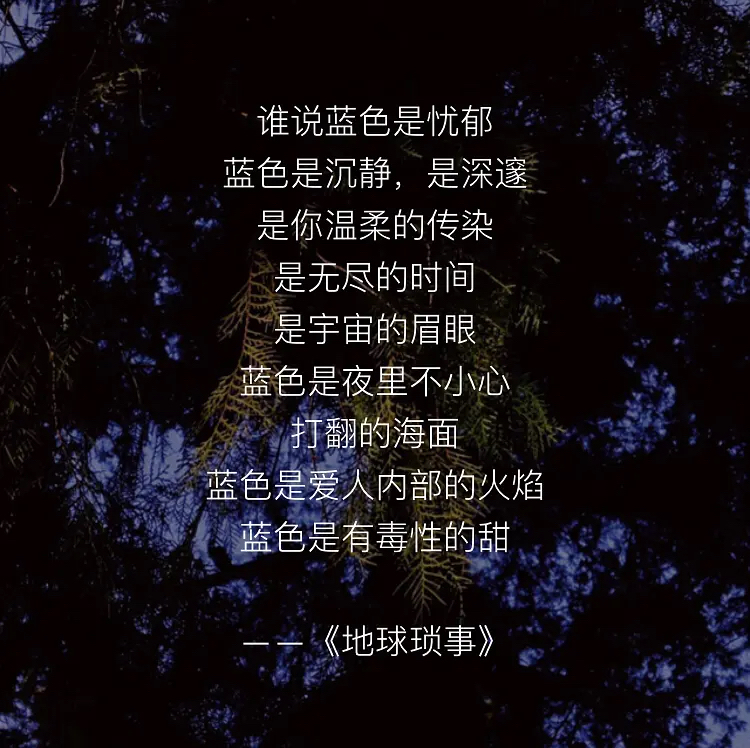 谁说蓝色是忧郁
蓝色是沉静，是深邃
是你温柔的传染
是无尽的时间
是宇宙的眉眼
蓝色是夜里不小心
打翻的海面
蓝色是爱人内部的火焰
蓝色是有毒性的甜
——《地球琐事》